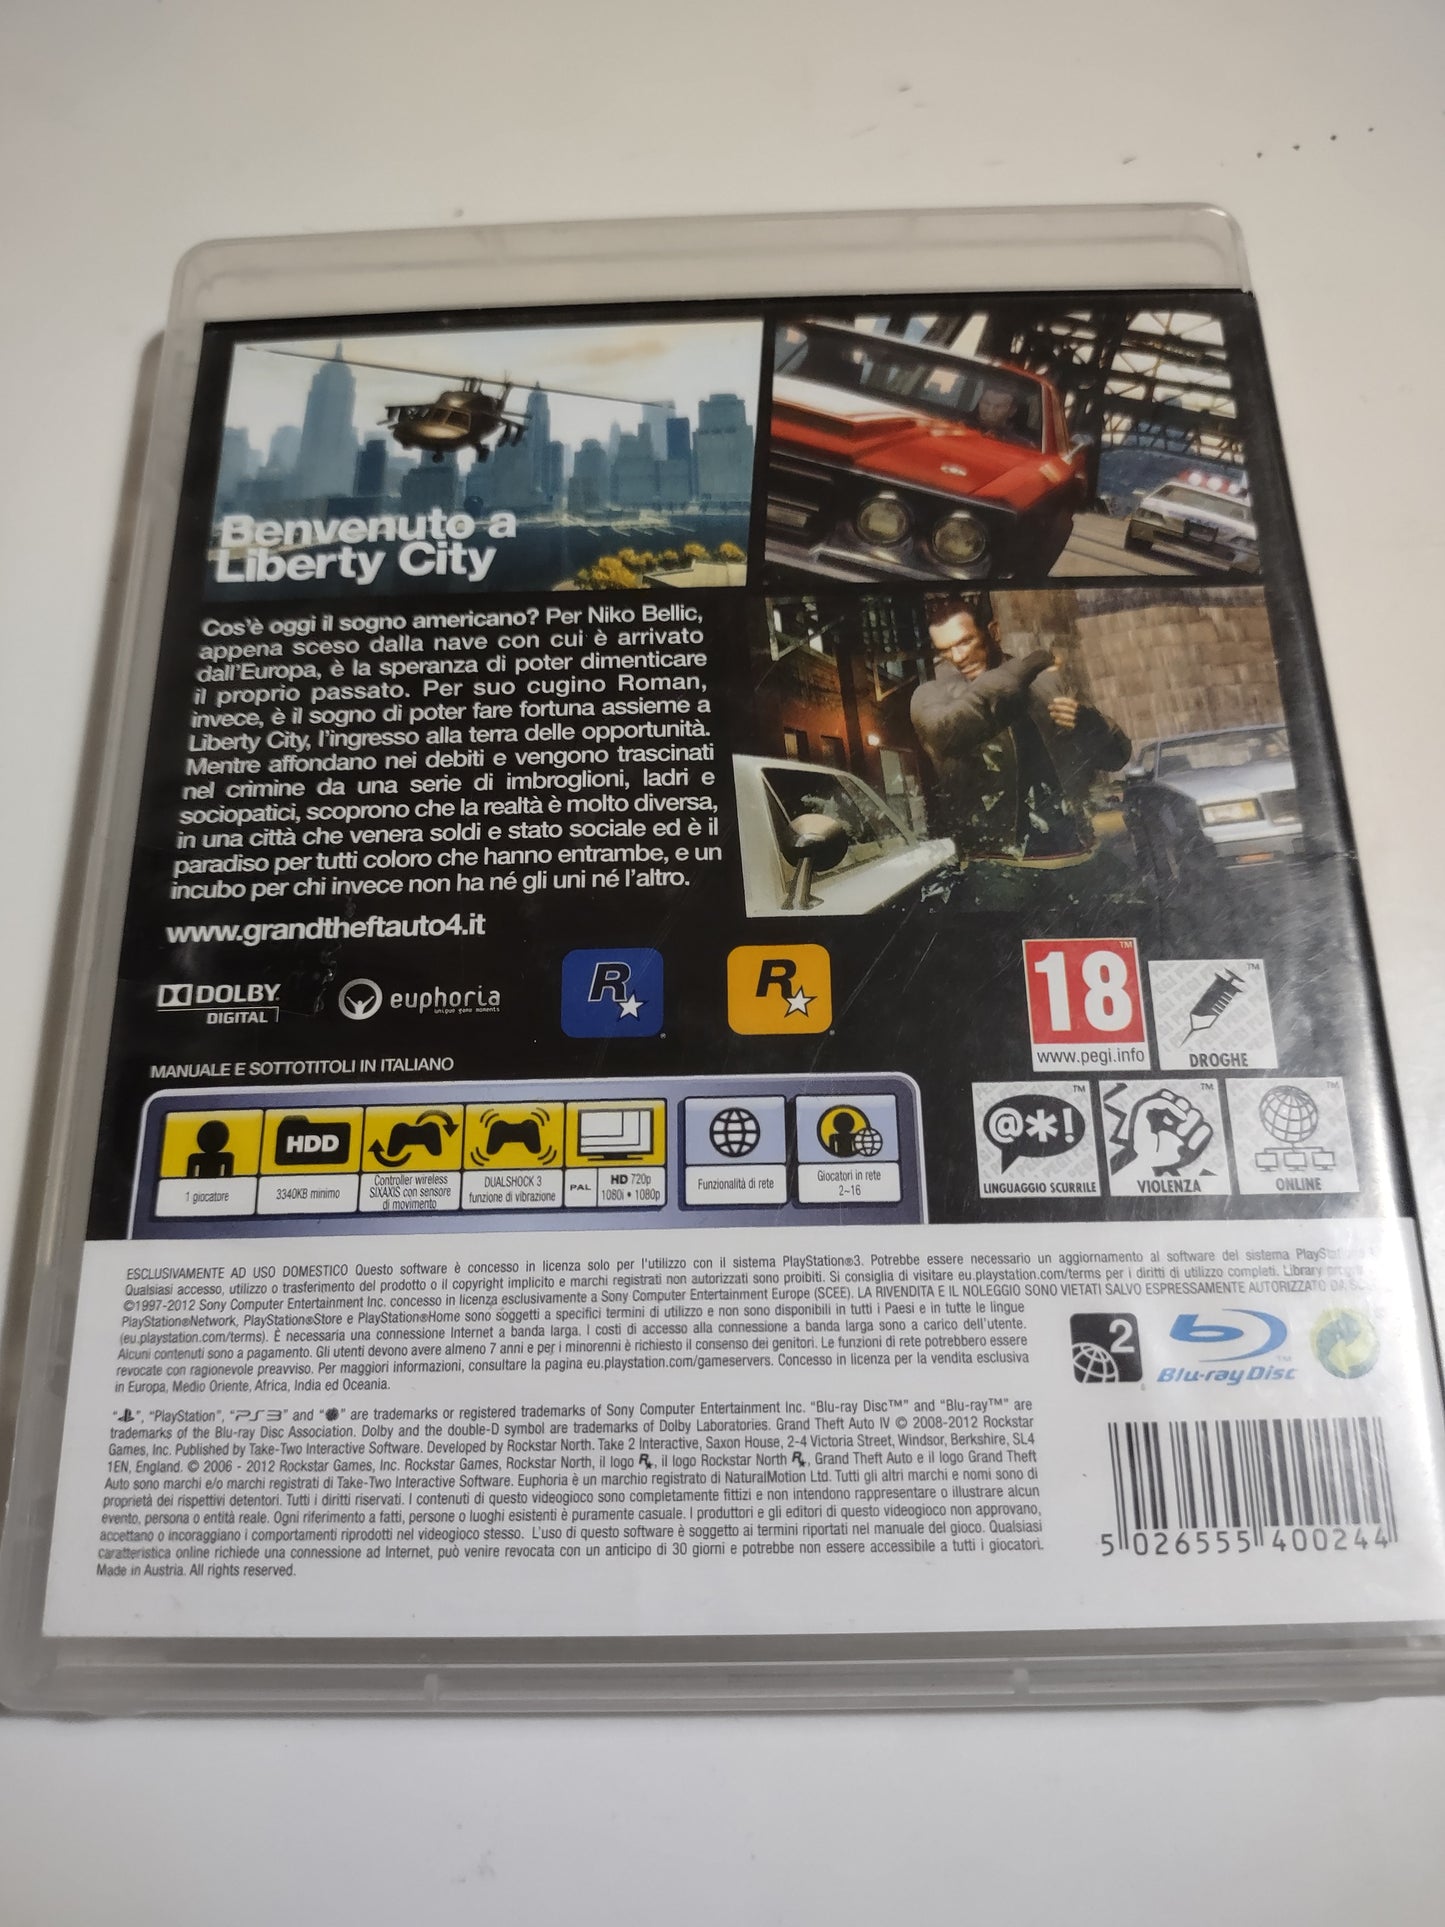 Benvenuto a
Liberty City
Cos'è oggi il sogno americano? Per Niko Bellic,
appena sceso dalla nave con cui è arrivato
dall'Europa, è la speranza di poter dimenticare
il proprio passato. Per suo cugino Roman,
invece, è il sogno di poter fare fortuna assieme a
Liberty City, l'ingresso alla terra delle opportunità.
Mentre affondano nei debiti e vengono trascinati
nel crimine da una serie di imbroglioni, ladri e
sociopatici, scoprono che la realtà è molto diversa,
in una città che venera soldi e stato sociale ed è il
paradiso per tutti coloro che hanno entrambe, e un
incubo per chi invece non ha né gli uni né l'altro.
www.grandtheftauto4.it
DOLBY
DIGITAL
euphoria
unique game moments
R
R
18
www.pegi.info
DROGHE
MANUALE E SOTTOTITOLI IN ITALIANO
@*!
LINGUAGGIO SCURRILE
VIOLENZA
ONLINE
1 giocatore
HDD
3340KB minimo
Controller wireless
SIXAXIS con sensore
di movimento
DUALSHOCK 3
funzione di vibrazione
PAL
HD 720p
1080i • 1080p
Funzionalità di rete
Giocatori in rete
2~16
ESCLUSIVAMENTE AD USO DOMESTICO Questo software è concesso in licenza solo per l'utilizzo con il sistema PlayStation®3. Potrebbe essere necessario un aggiornamento al software del sistema
Qualsiasi accesso, utilizzo o trasferimento del prodotto o il copyright implicito e marchi registrati non autorizzati sono proibiti. Si consiglia di visitare eu.playstation.com/terms per i diritti di utilizzo completi. Library
©1997-2012 Sony Computer Entertainment Inc. concesso in licenza esclusivamente a Sony Computer Entertainment Europe (SCEE). LA RIVENDITA E IL NOLEGGIO SONO VIETATI SALVO ESPRESSAMENTE AUTORIZZATO DA
PlayStation®Network, PlayStation®Store e PlayStation®Home sono soggetti a specifici termini di utilizzo e non sono disponibili in tutti i Paesi e in tutte le lingue
(eu.playstation.com/terms). È necessaria una connessione Internet a banda larga. I costi di accesso alla connessione a banda larga sono a carico dell'utente.
Alcuni contenuti sono a pagamento. Gli utenti devono avere almeno 7 anni e per i minorenni è richiesto il consenso dei genitori. Le funzioni di rete potrebbero essere
revocate con ragionevole preavviso. Per maggiori informazioni, consultare la pagina eu.playstation.com/gameservers. Concesso in licenza per la vendita esclusiva
in Europa, Medio Oriente, Africa, India ed Oceania.
2
Blu-ray Disc
"", "PlayStation", "PS3" and "" are trademarks or registered trademarks of Sony Computer Entertainment Inc. "Blu-ray Disc™" and "Blu-ray™" are
trademarks of the Blu-ray Disc Association. Dolby and the double-D symbol are trademarks of Dolby Laboratories. Grand Theft Auto IV © 2008-2012 Rockstar
Games, Inc. Published by Take-Two Interactive Software. Developed by Rockstar North. Take 2 Interactive, Saxon House, 2-4 Victoria Street, Windsor, Berkshire, SL4
1EN, England. © 2006 - 2012 Rockstar Games, Inc. Rockstar Games, Rockstar North, il logo R, il logo Rockstar North R, Grand Theft Auto e il logo Grand Theft
Auto sono marchi e/o marchi registrati di Take-Two Interactive Software. Euphoria è un marchio registrato di NaturalMotion Ltd. Tutti gli altri marchi e nomi sono di
proprietà dei rispettivi detentori. Tutti i diritti riservati. I contenuti di questo videogioco sono completamente fittizi e non intendono rappresentare o illustrare alcun
evento, persona o entità reale. Ogni riferimento a fatti, persone o luoghi esistenti è puramente casuale. I produttori e gli editori di questo videogioco non approvano,
accettano o incoraggiano i comportamenti riprodotti nel videogioco stesso. L'uso di questo software è soggetto ai termini riportati nel manuale del gioco. Qualsiasi
caratteristica online richiede una connessione ad Internet, può venire revocata con un anticipo di 30 giorni e potrebbe non essere accessibile a tutti i giocatori.
Made in Austria. All rights reserved.
5 026555 400244